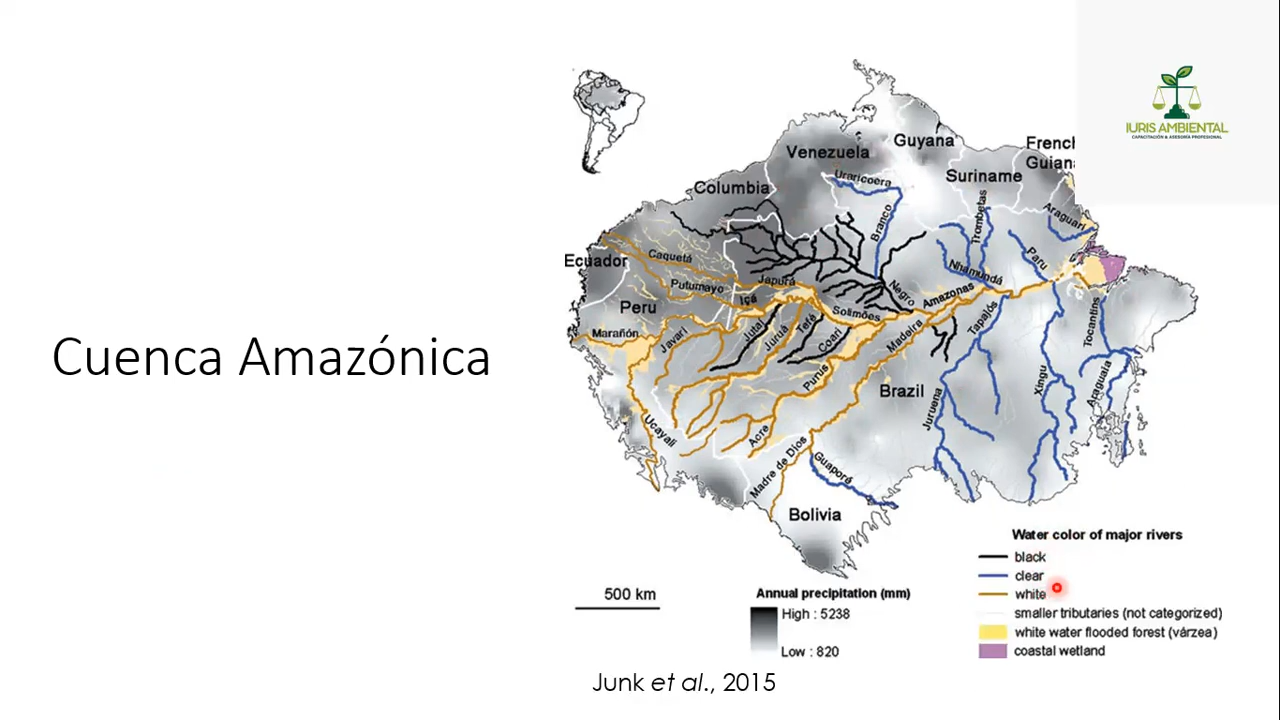 Cuenca Amazónica
IURIS AMBIENTAL
CAPACITACIÓN & ASESORÍA PROFESIONAL
Venezuela
Guyana
French
Guian
Suriname
Columbia
Uraricoera
Branco
Trombetas
Araguari
Ecuador
Caquetá
Japurá
Putumayo
Içá
Negro
Nhamundá
Paru
Amazonas
Peru
Solimões
Marañón
Javari
Jutaí
Juruá
Tefé
Coari
Madeira
Tapajós
Tocantins
Purus
Brazil
Juruena
Xingu
Araguaia
Ucayali
Acre
Madre de Dios
Guaporé
Bolivia
500 km
Annual precipitation (mm)
High : 5238
Low : 820
Water color of major rivers
black
clear
white
smaller tributaries (not categorized)
white water flooded forest (várzea)
coastal wetland
Junk et al., 2015